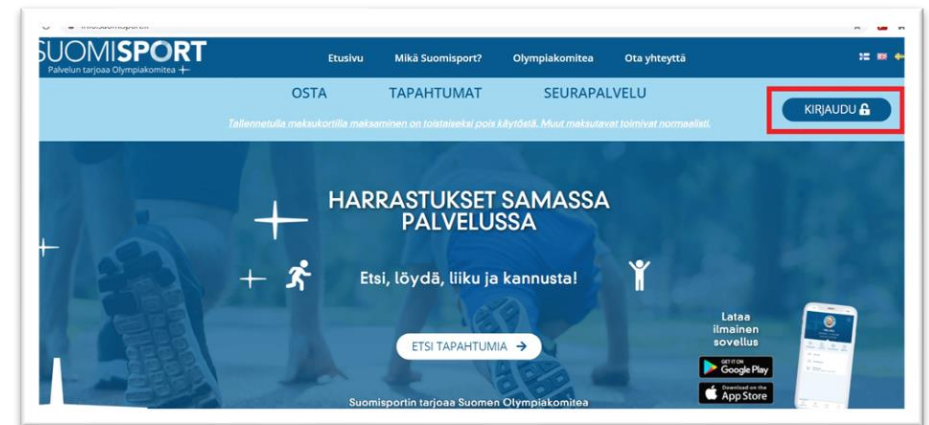 SUOMISPORT
Palvelun tarjoaa Olympiakomitea
Etusivu Mikä Suomisport? Olympiakomitea Ota yhteyttä
OSTA TAPAHTUMAT SEURAPALVELU
KIRJAUDU
Tallennetulla maksukortilla maksaminen on toistaiseksi pois käytöstä. Muut maksutavat toimivat normaalisti.
HARRASTUKSET SAMASSA
PALVELUSSA
Etsi, löydä, liiku ja kannusta!
ETSI TAPAHTUMIA →
Lataa
ilmainen
sovellus
GET IT ON
Google Play
Download on the
App Store
Suomisportin tarjoaa Suomen Olympiakomitea